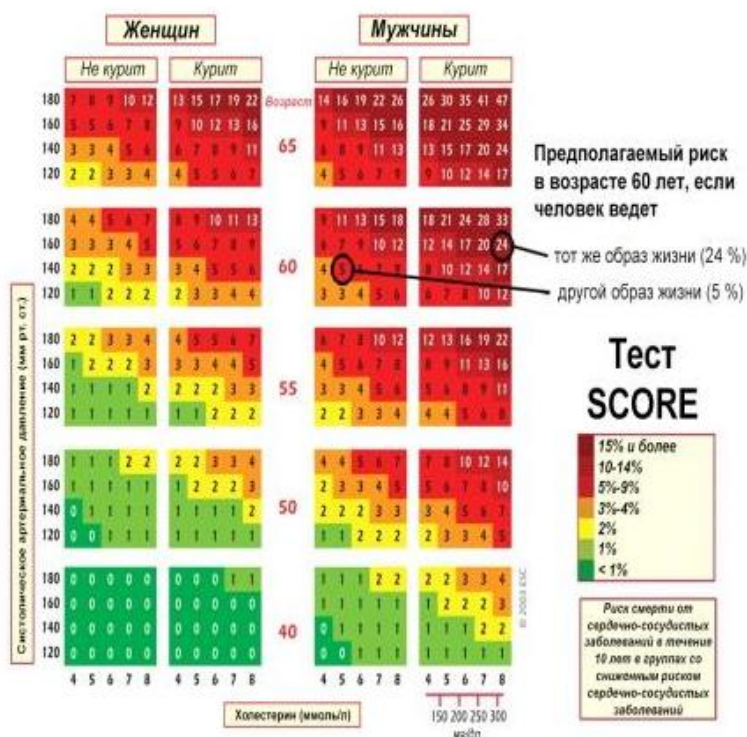 Женщин Мужчины
Не курит Курит Не курит Курит
Возраст
180 7 8 9 10 12 13 15 17 19 22 14 16 19 22 26 26 30 35 41 47
160 5 5 6 7 8 9 10 12 13 16 9 11 13 15 16 18 21 25 29 34
140 3 3 4 5 6 6 7 8 9 11 6 8 9 11 13 13 15 17 20 24
120 2 2 3 3 4 4 5 5 6 7 4 5 6 7 9 9 10 12 14 17
65
180 4 4 5 6 7 8 9 10 11 13 9 11 13 15 18 18 21 24 28 33
160 3 3 3 4 5 5 6 7 8 9 6 7 9 10 12 12 14 17 20 24
140 2 2 2 3 3 3 4 5 5 6 4 5 6 7 8 8 10 12 14 17
120 1 1 2 2 2 2 3 3 4 4 3 3 4 5 6 6 7 8 10 12
60
180 2 2 3 3 4 4 5 5 6 7 6 7 8 10 12 12 13 16 19 22
160 1 2 2 2 3 3 3 4 4 5 4 5 6 7 8 8 9 11 13 16
140 1 1 1 1 2 2 2 2 3 3 3 3 4 5 6 5 6 8 9 11
120 1 1 1 1 1 1 1 2 2 2 2 2 3 3 4 4 4 5 6 8
55
180 1 1 1 2 2 2 2 3 3 4 4 4 5 6 7 7 8 10 12 14
160 1 1 1 1 1 1 2 2 2 3 2 3 3 4 5 5 6 7 8 10
140 0 1 1 1 1 1 1 1 1 2 2 2 2 3 3 3 4 5 6 7
120 0 0 1 1 1 1 1 1 1 1 1 1 2 2 2 2 3 3 4 5
50
180 0 0 0 0 0 0 0 0 1 1 1 1 1 2 2 2 2 3 3 4
160 0 0 0 0 0 0 0 0 0 0 1 1 1 1 1 1 2 2 2 3
140 0 0 0 0 0 0 0 0 0 0 0 1 1 1 1 1 1 1 2 2
120 0 0 0 0 0 0 0 0 0 0 0 0 1 1 1 1 1 1 1 1
40
4 5 6 7 8 4 5 6 7 8 4 5 6 7 8 4 5 6 7 8
150 200 250 300
Холестерин (ммоль/л)
Систолическое артериальное давление (мм рт. ст.)
© 2003 ESC
Предполагаемый риск
в возрасте 60 лет, если
человек ведет
тот же образ жизни (24 %)
другой образ жизни (5 %)
Тест
SCORE
15% и более
10-14%
5%-9%
3%-4%
2%
1%
< 1%
Риск смерти от
сердечно-сосудистых
заболеваний в течение
10 лет в группах со
сниженным риском
сердечно-сосудистых
заболеваний